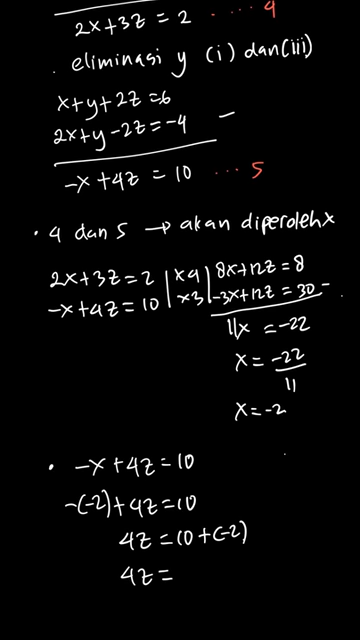 2x+3z = 2 ..... 4
. eliminasi y (i) dan (iii)
x+y+2z=6
2x+y-2z=-4 —
-x+4z = 10 ... 5
• 4 dan 5 → akan diperoleh x
2x+3z=2 | x4 | 8x+12z=8
-x+4z=10 | x3 | -3x+12z=30 -
11x = -22
x = -22/11
x=-2
• -x+4z=10
-(-2)+4z=10
4z=10+(-2)
4z=